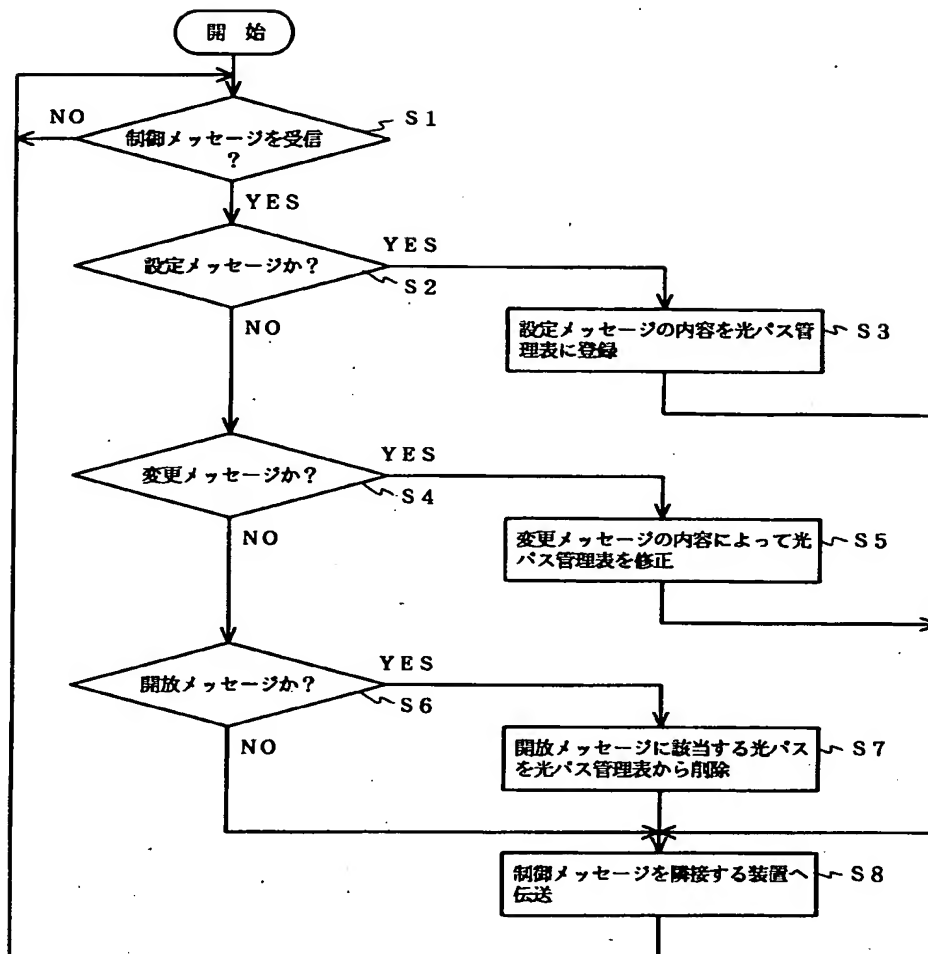 開 始
NO
制御メッセージを受信
?
S1
YES
設定メッセージか?
YES
S2
NO
設定メッセージの内容を光パス管
理表に登録
S3
変更メッセージか?
YES
S4
NO
変更メッセージの内容によって光
パス管理表を修正
S5
開放メッセージか?
YES
S6
NO
開放メッセージに該当する光パス
を光パス管理表から削除
S7
制御メッセージを隣接する装置へ
伝送
S8